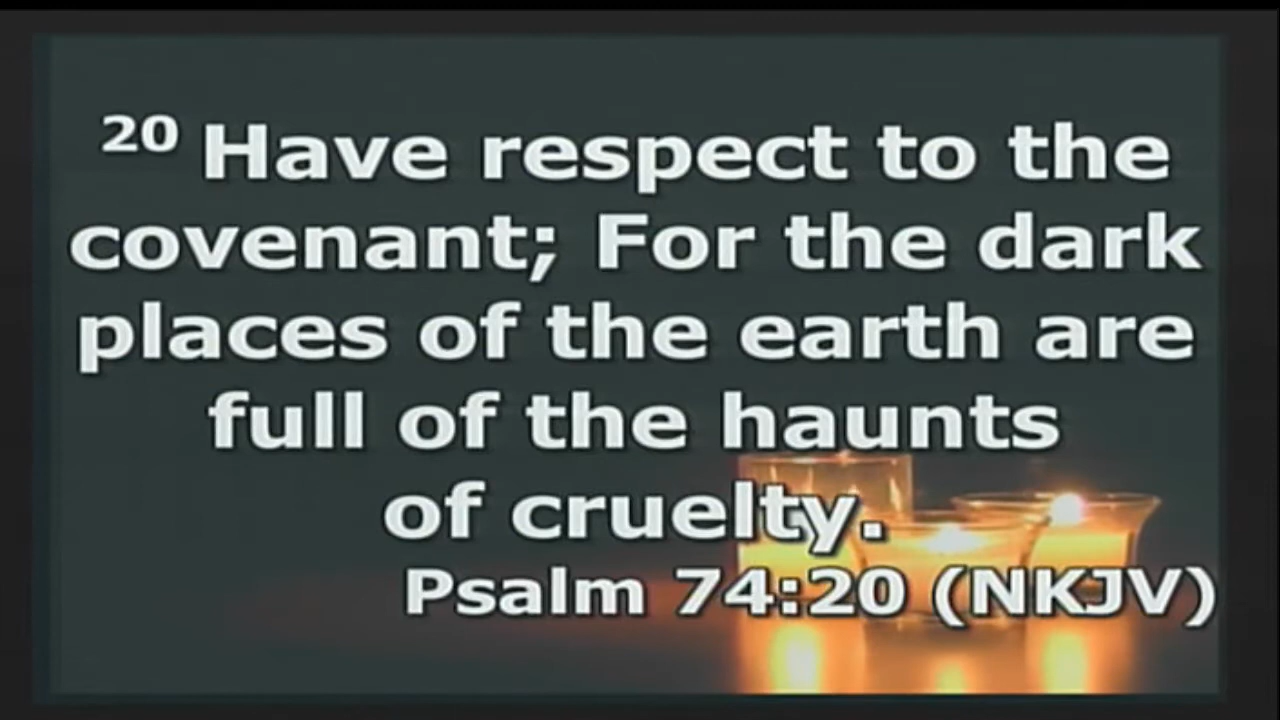 20 Have respect to the
covenant; For the dark
places of the earth are
full of the haunts
of cruelty.
Psalm 74:20 (NKJV)